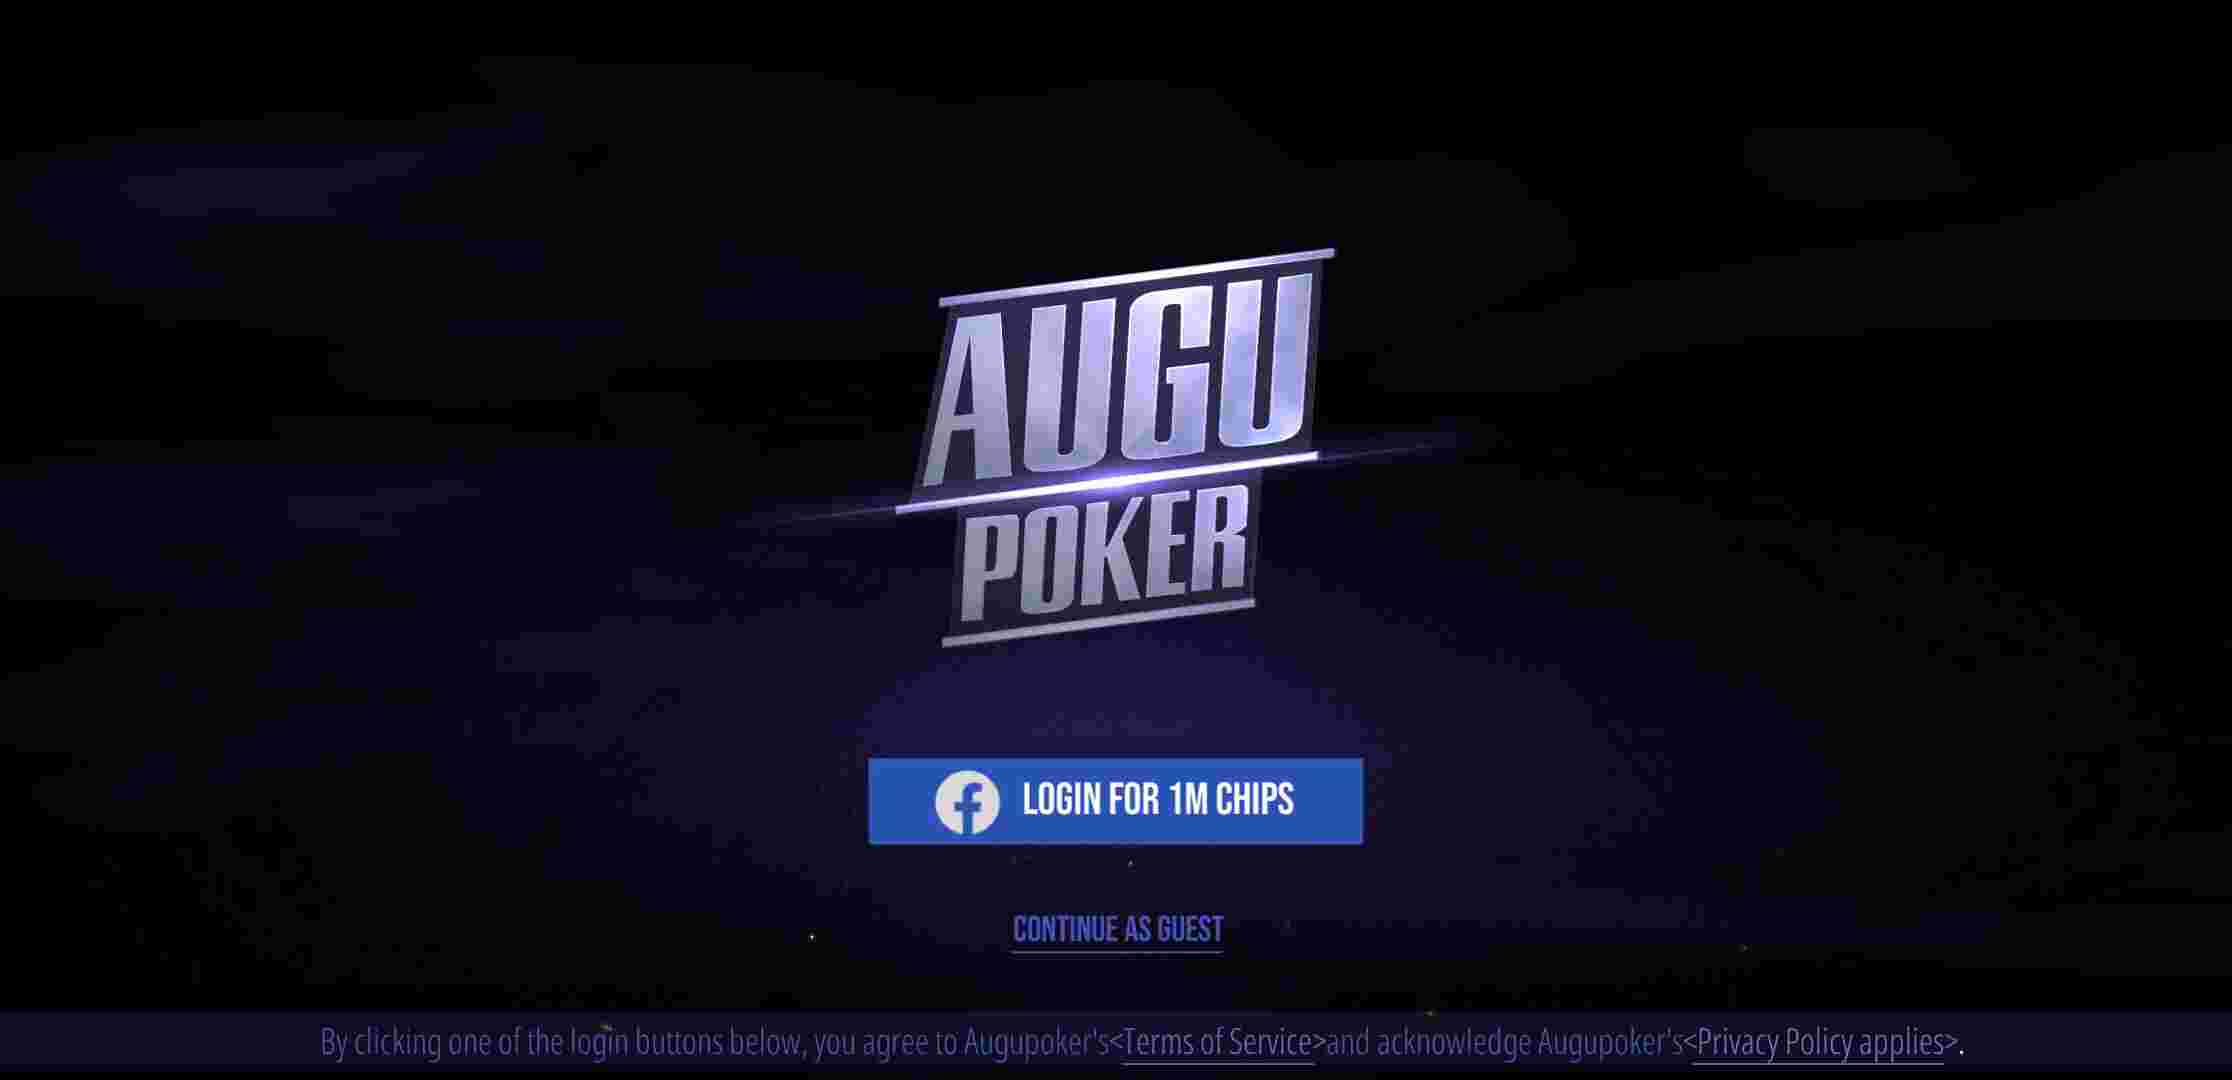 AUGU
POKER
LOGIN FOR 1M CHIPS
CONTINUE AS GUEST
By clicking one of the login buttons below, you agree to Augupoker's<Terms of Service>and acknowledge Augupoker's<Privacy Policy applies>.